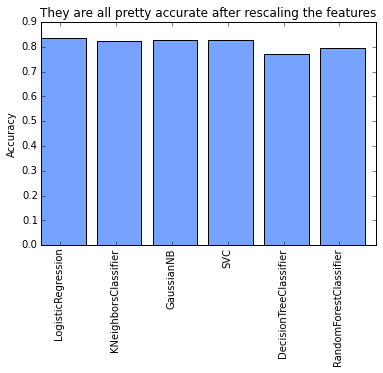 They are all pretty accurate after rescaling the features
0.9
0.8
0.7
0.6
0.5
0.4
0.3
0.2
0.1
0.0
Accuracy
LogisticRegression
KNeighborsClassifier
GaussianNB
SVC
DecisionTreeClassifier
RandomForestClassifier